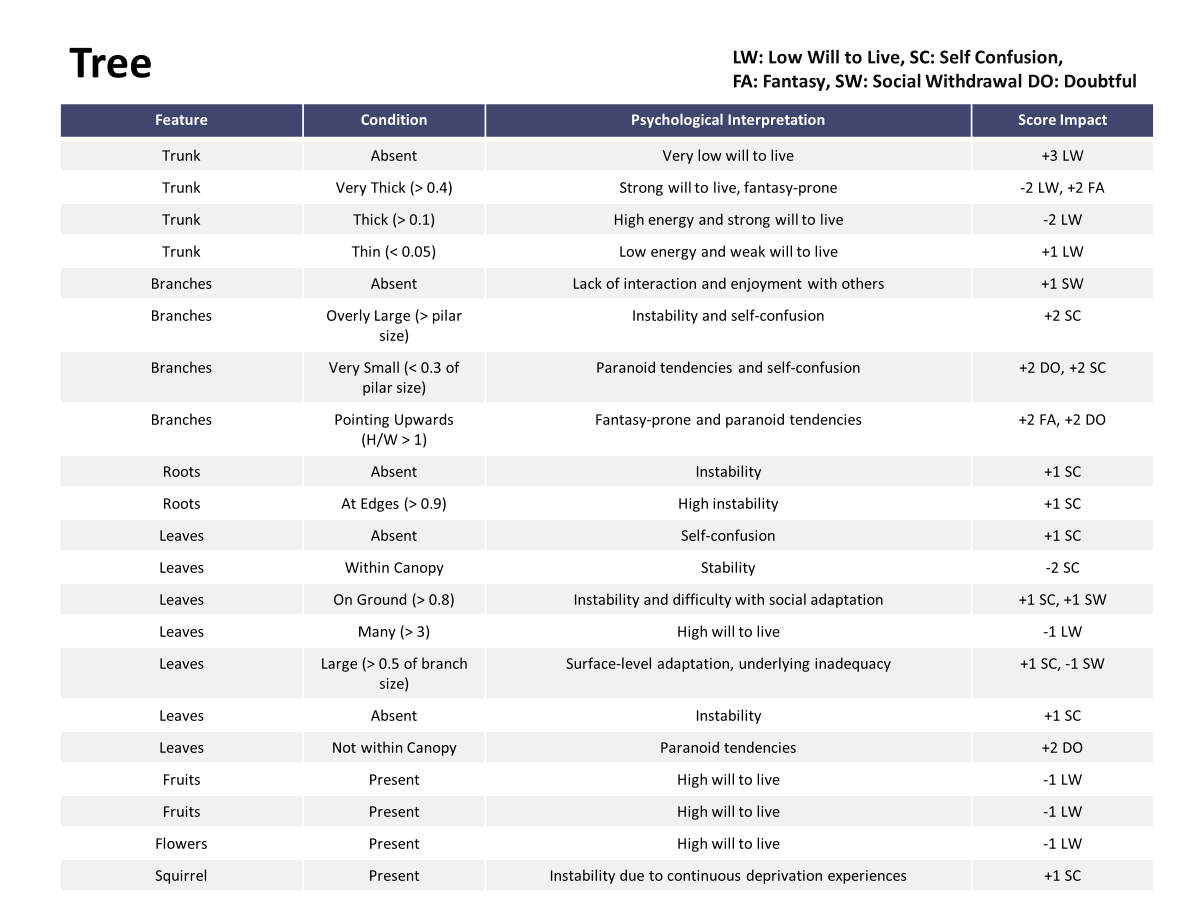 Tree
LW: Low Will to Live, SC: Self Confusion,
FA: Fantasy, SW: Social Withdrawal DO: Doubtful
Feature Condition Psychological Interpretation Score Impact
Trunk Absent Very low will to live +3 LW
Trunk Very Thick (> 0.4) Strong will to live, fantasy-prone -2 LW, +2 FA
Trunk Thick (> 0.1) High energy and strong will to live -2 LW
Trunk Thin (< 0.05) Low energy and weak will to live +1 LW
Branches Absent Lack of interaction and enjoyment with others +1 SW
Branches Overly Large (> pilar Instability and self-confusion +2 SC
size)
Branches Very Small (< 0.3 of Paranoid tendencies and self-confusion +2 DO, +2 SC
pilar size)
Branches Pointing Upwards Fantasy-prone and paranoid tendencies +2 FA, +2 DO
(H/W > 1)
Roots Absent Instability +1 SC
Roots At Edges (> 0.9) High instability +1 SC
Leaves Absent Self-confusion +1 SC
Leaves Within Canopy Stability -2 SC
Leaves On Ground (> 0.8) Instability and difficulty with social adaptation +1 SC, +1 SW
Leaves Many (> 3) High will to live -1 LW
Leaves Large (> 0.5 of branch Surface-level adaptation, underlying inadequacy +1 SC, -1 SW
size)
Leaves Absent Instability +1 SC
Leaves Not within Canopy Paranoid tendencies +2 DO
Fruits Present High will to live -1 LW
Fruits Present High will to live -1 LW
Flowers Present High will to live -1 LW
Squirrel Present Instability due to continuous deprivation experiences +1 SC